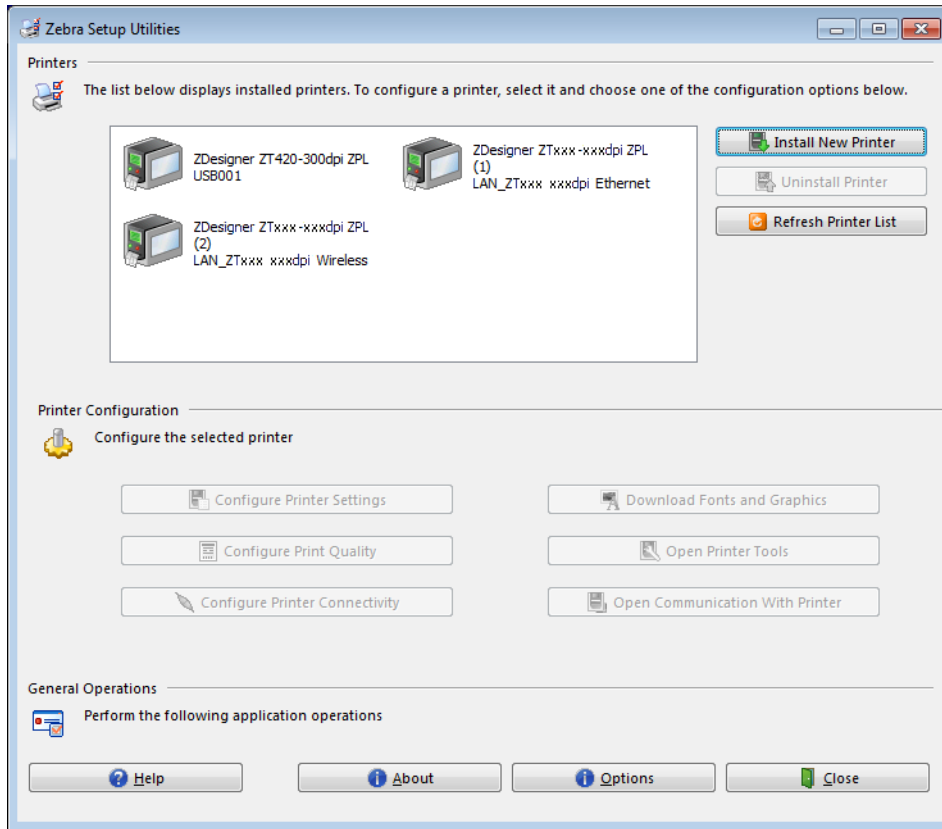 Zebra Setup Utilities
Printers
The list below displays installed printers. To configure a printer, select it and choose one of the configuration options below.
ZDesigner ZT420-300dpi ZPL
USB001
ZDesigner ZTxxx-xxxdpi ZPL
(1)
LAN_ZTxxx xxxdpi Ethernet
ZDesigner ZTxxx-xxxdpi ZPL
(2)
LAN_ZTxxx xxxdpi Wireless
Install New Printer
Uninstall Printer
Refresh Printer List
Printer Configuration
Configure the selected printer
Configure Printer Settings
Download Fonts and Graphics
Configure Print Quality
Open Printer Tools
Configure Printer Connectivity
Open Communication With Printer
General Operations
Perform the following application operations
Help
About
Options
Close